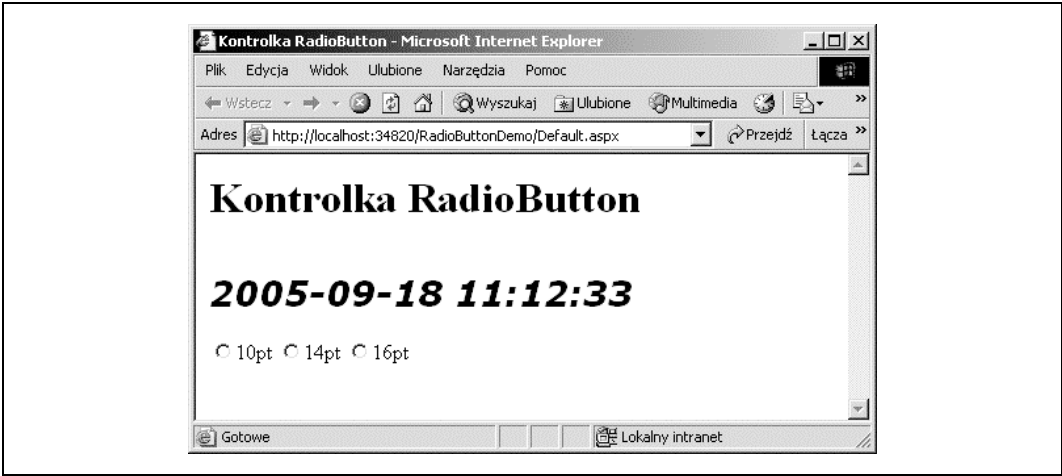 Kontrolka RadioButton - Microsoft Internet Explorer
Plik Edycja Widok Ulubione Narzędzia Pomoc
Wstecz Wyszukaj Ulubione Multimedia »
Adres http://localhost:34820/RadioButtonDemo/Default.aspx Przejdź Łącza »
Kontrolka RadioButton
2005-09-18 11:12:33
10pt 14pt 16pt
Gotowe Lokalny intranet